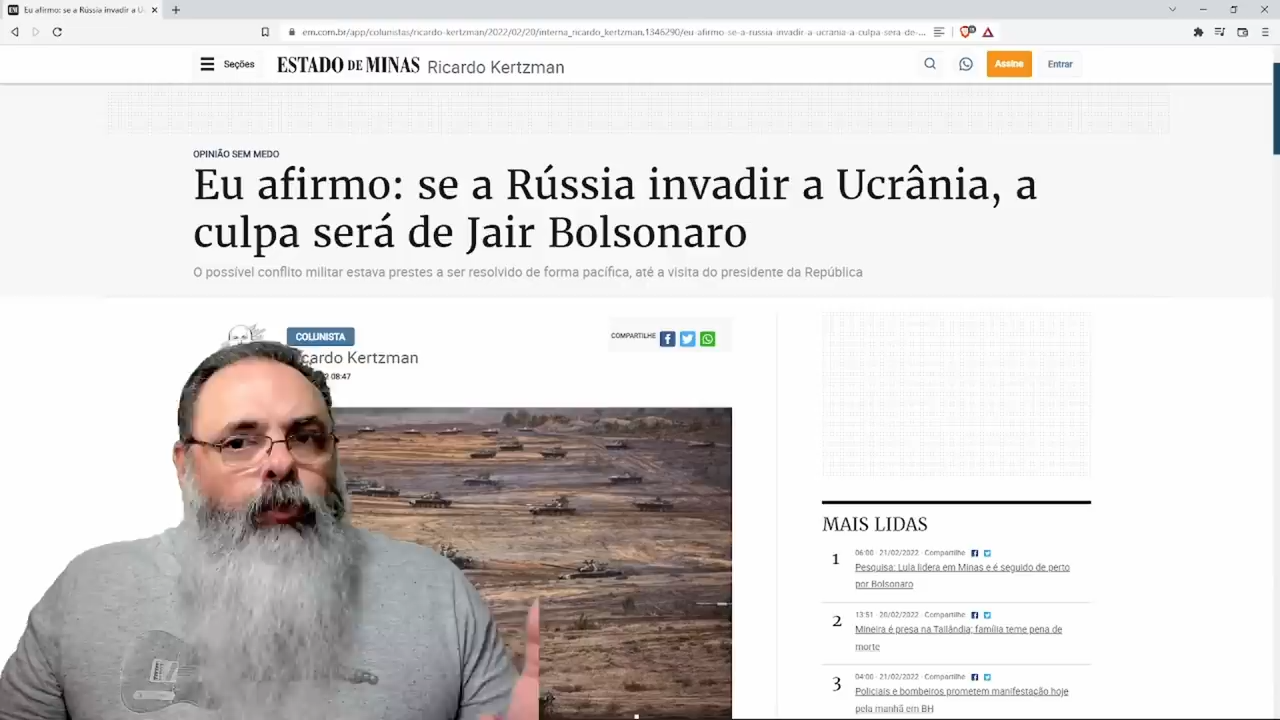 Eu afirmo: se a Rússia invadir a U
em.com.br/app/colunistas/ricardo-kertzman/2022/02/20/interna_ricardo_kertzman,1346290/eu-afirmo-se-a-russia-invadir-a-ucrania-a-culpa-sera-de-...
Seções
ESTADO DE MINAS Ricardo Kertzman
Assine
Entrar
OPINIÃO SEM MEDO
Eu afirmo: se a Rússia invadir a Ucrânia, a
culpa será de Jair Bolsonaro
O possível conflito militar estava prestes a ser resolvido de forma pacífica, até a visita do presidente da República
COLUNISTA
icardo Kertzman
08:47
COMPARTILHE
MAIS LIDAS
1
06:00 - 21/02/2022 - Compartilhe
Pesquisa: Lula lidera em Minas e é seguido de perto
por Bolsonaro
2
13:51 - 20/02/2022 - Compartilhe
Mineira é presa na Tailândia; família teme pena de
morte
3
04:00 - 21/02/2022 - Compartilhe
Policiais e bombeiros prometem manifestação hoje
pela manhã em BH